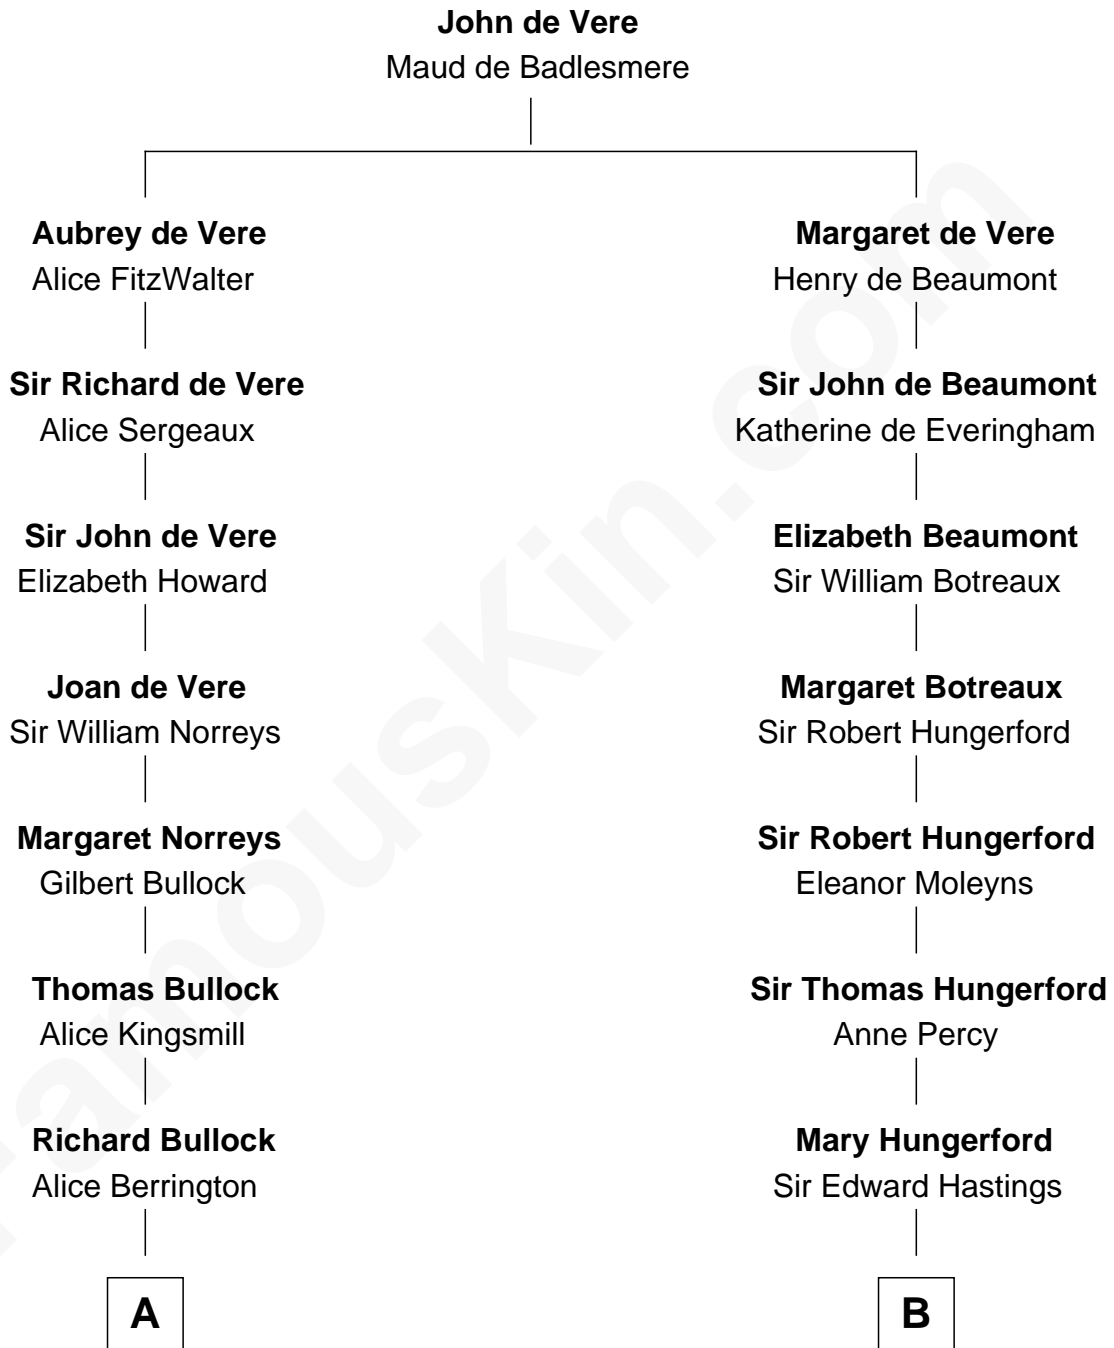 John de Vere
Maud de Badlesmere
Aubrey de Vere
Alice FitzWalter
Margaret de Vere
Henry de Beaumont
Sir Richard de Vere
Alice Sergeaux
Sir John de Beaumont
Katherine de Everingham
Sir John de Vere
Elizabeth Howard
Elizabeth Beaumont
Sir William Botreaux
Joan de Vere
Sir William Norreys
Margaret Botreaux
Sir Robert Hungerford
Margaret Norreys
Gilbert Bullock
Sir Robert Hungerford
Eleanor Moleyns
Thomas Bullock
Alice Kingsmill
Sir Thomas Hungerford
Anne Percy
Richard Bullock
Alice Berrington
Mary Hungerford
Sir Edward Hastings
A
B
FamousKin.com